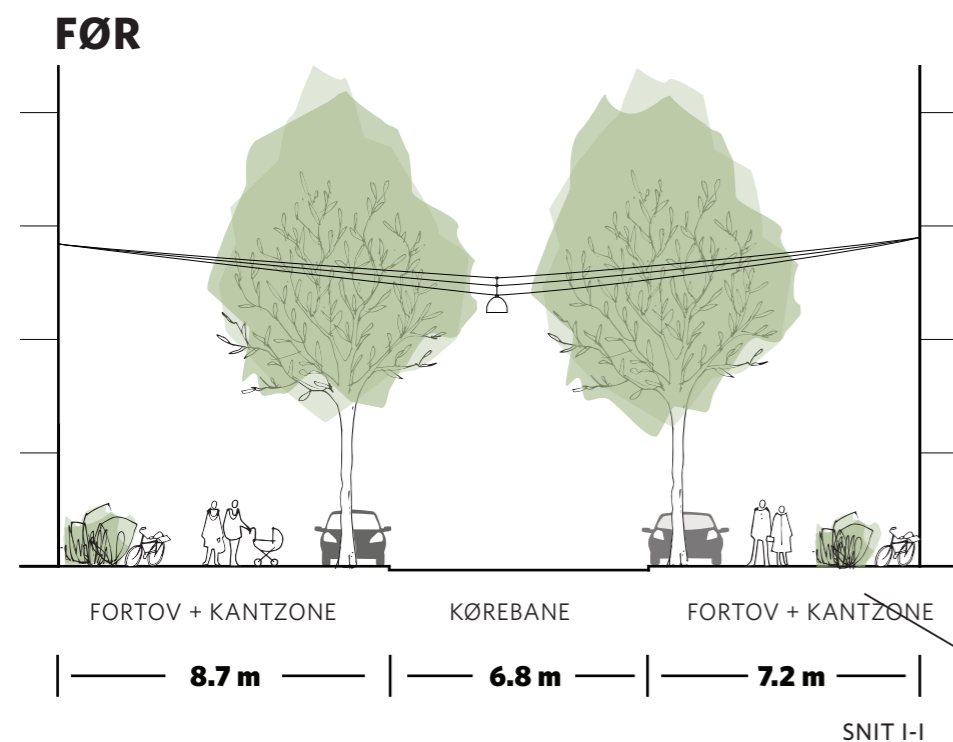 FØR
FORTOV + KANTZONE KØREBANE FORTOV + KANTZONE
8.7 m 6.8 m 7.2 m
SNIT I-I